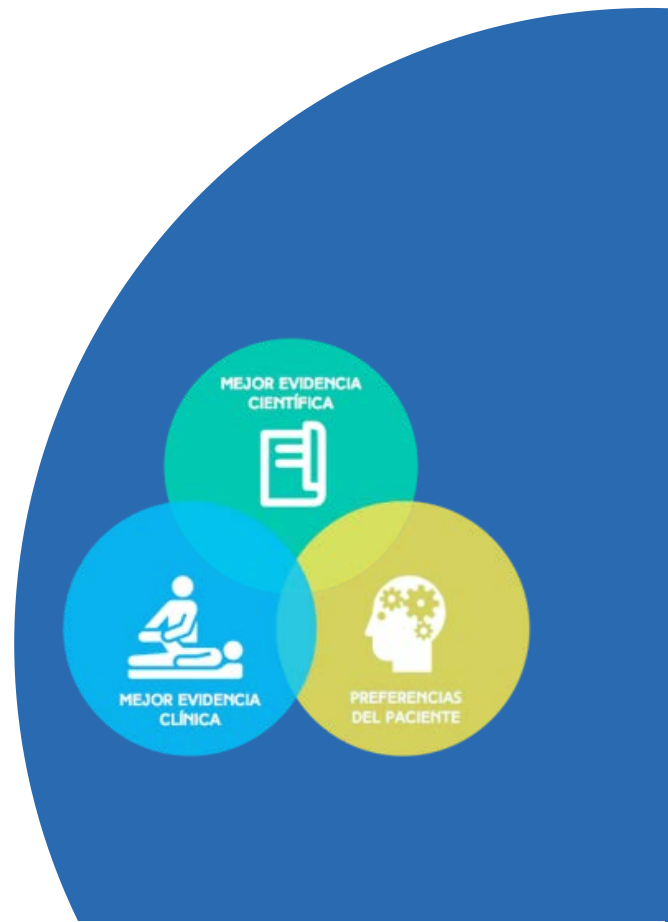 MEJOR EVIDENCIA
CIENTÍFICA
MEJOR EVIDENCIA
CLÍNICA
PREFERENCIAS
DEL PACIENTE